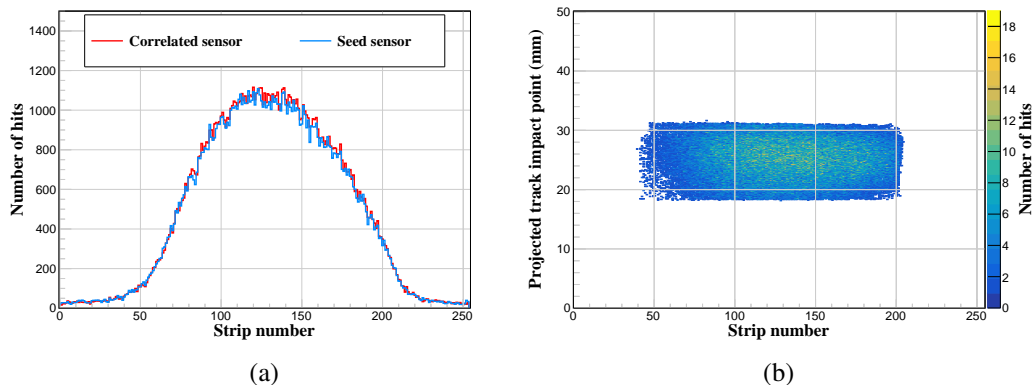 1400
1200
1000
800
600
400
200
0
Number of hits
Correlated sensor
Seed sensor
0 50 100 150 200 250
Strip number
(a)
50
40
30
20
10
0
Projected track impact point (mm)
0 50 100 150 200 250
Strip number
18
16
14
12
10
8
6
4
2
0
Number of hits
(b)